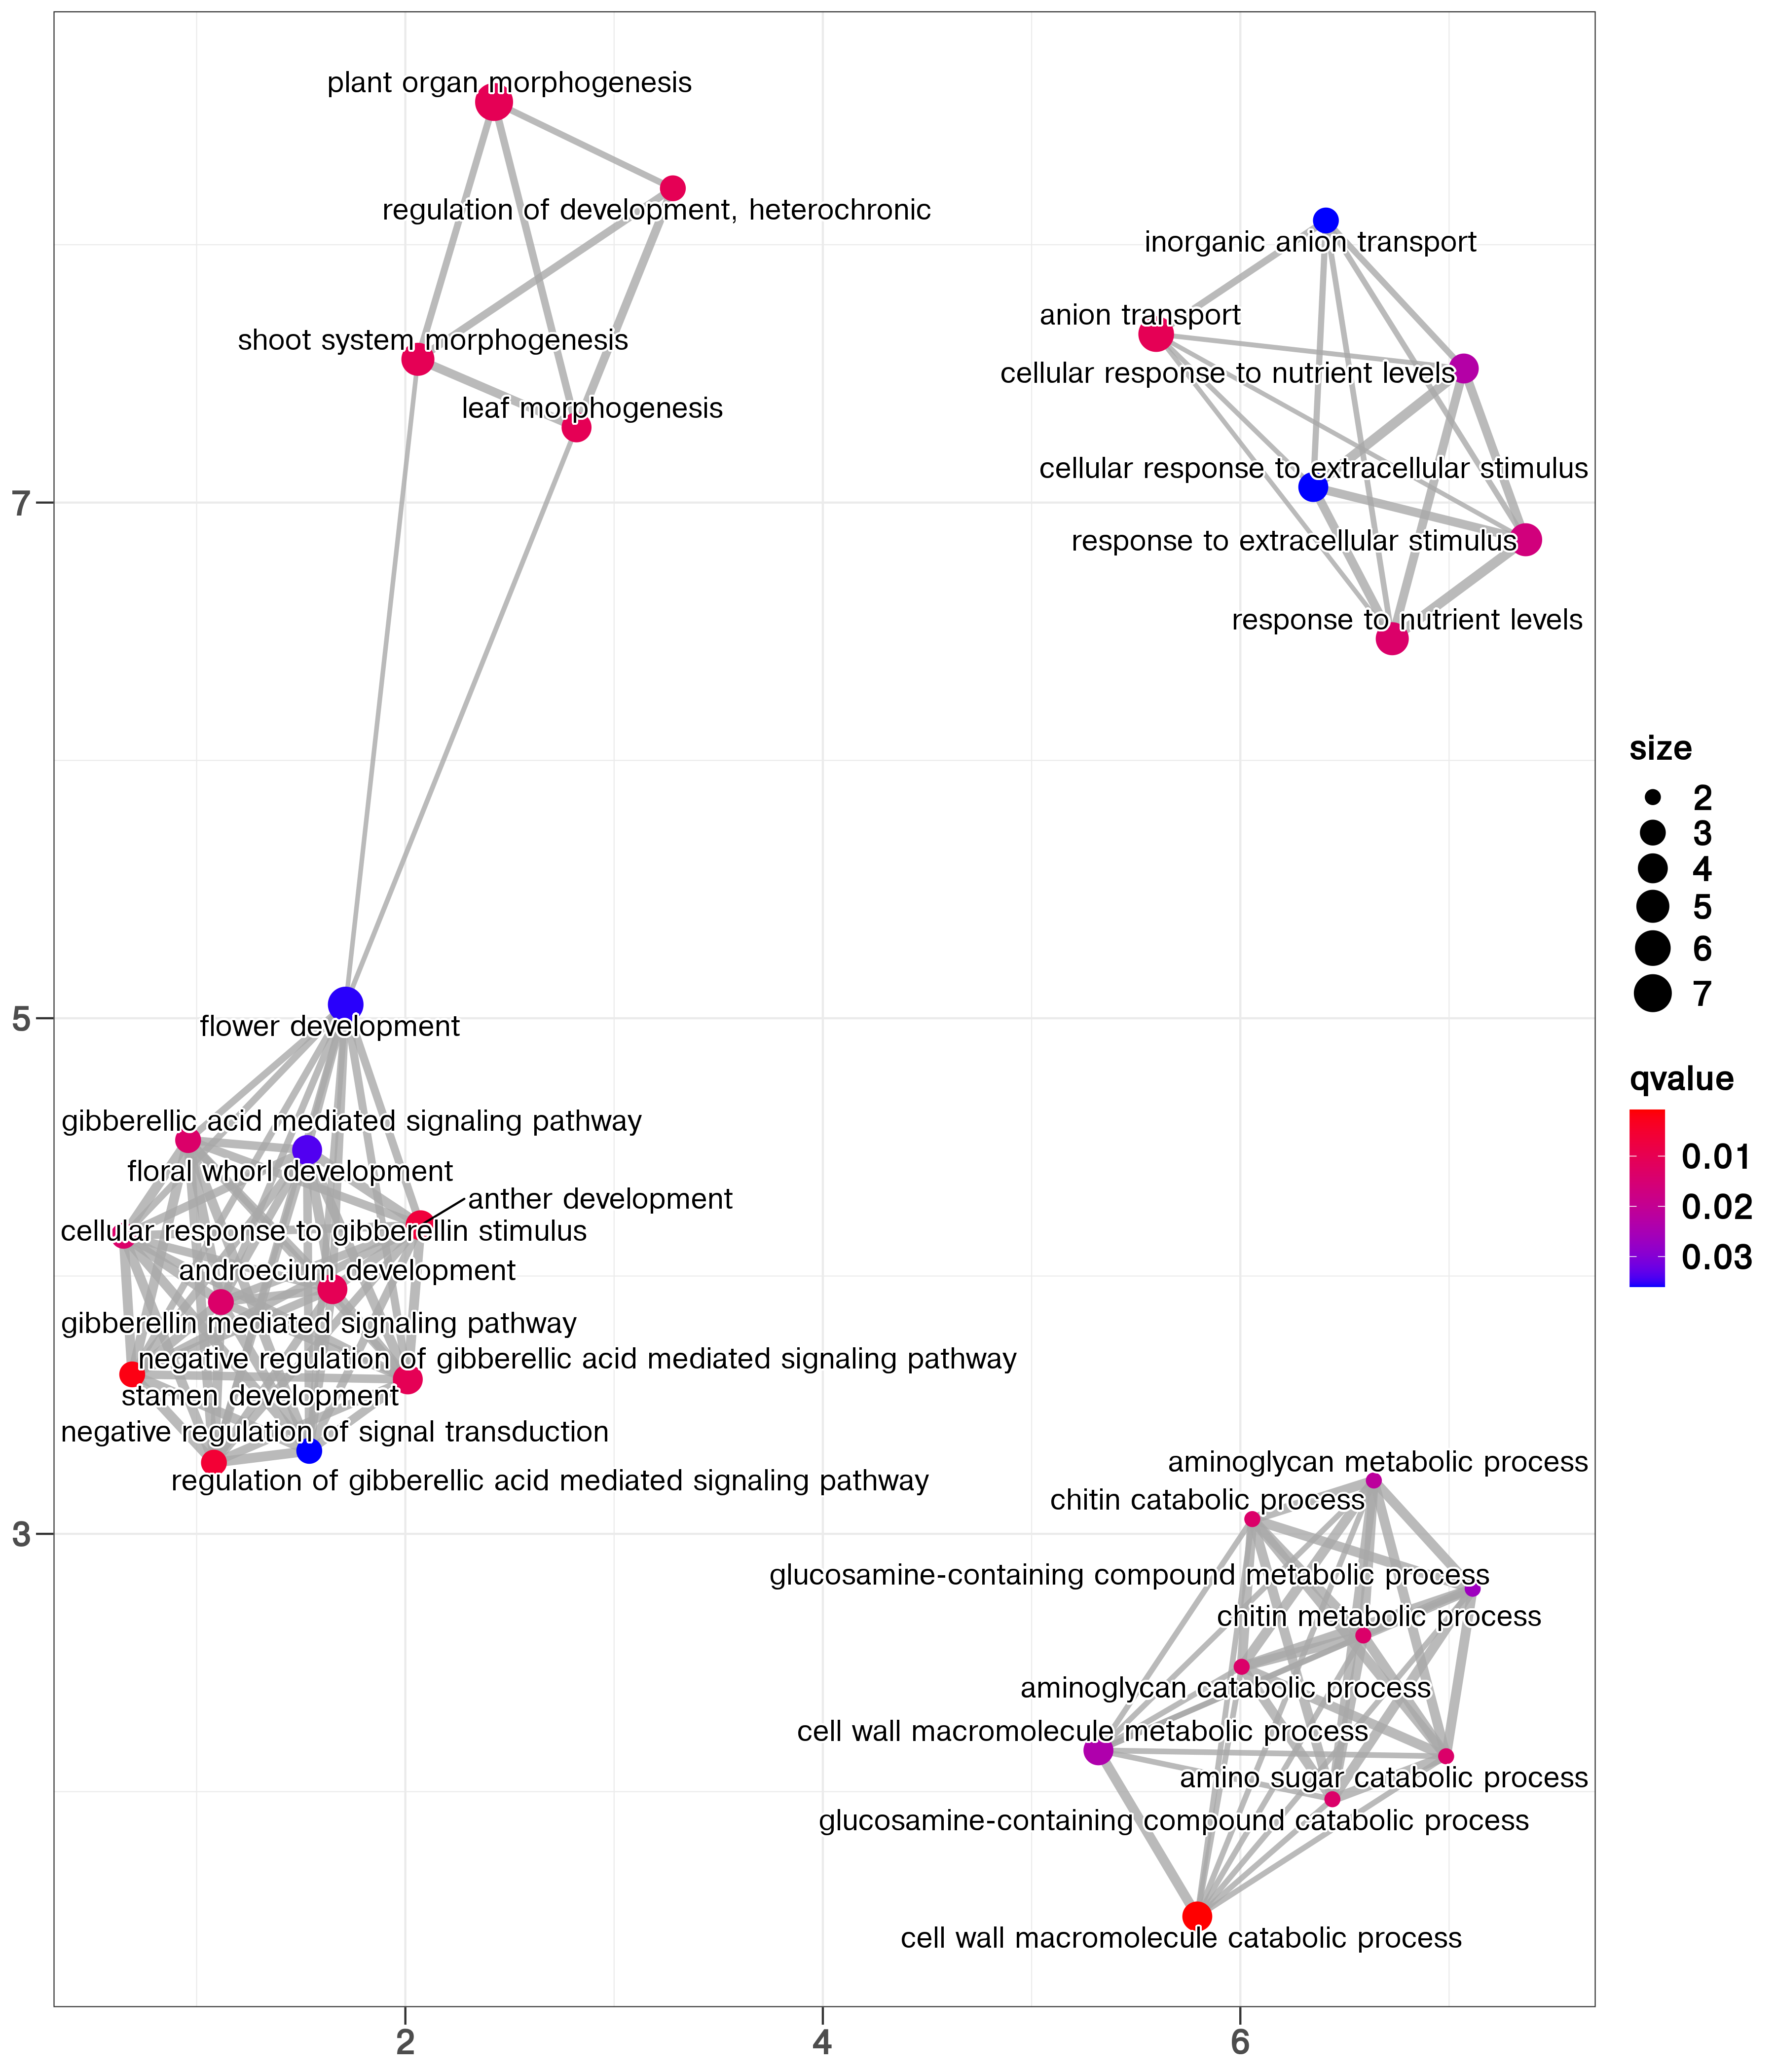 plant organ morphogenesis
regulation of development, heterochronic
inorganic anion transport
anion transport
shoot system morphogenesis
cellular response to nutrient levels
leaf morphogenesis
cellular response to extracellular stimulus
7
response to extracellular stimulus
response to nutrient levels
size
2
3
4
5
6
7
5
flower development
qvalue
0.01
0.02
0.03
gibberellic acid mediated signaling pathway
floral whorl development
anther development
cellular response to gibberellin stimulus
androecium development
gibberellin mediated signaling pathway
negative regulation of gibberellic acid mediated signaling pathway
stamen development
negative regulation of signal transduction
regulation of gibberellic acid mediated signaling pathway
aminoglycan metabolic process
chitin catabolic process
3
glucosamine-containing compound metabolic process
chitin metabolic process
aminoglycan catabolic process
cell wall macromolecule metabolic process
amino sugar catabolic process
glucosamine-containing compound catabolic process
cell wall macromolecule catabolic process
2
4
6